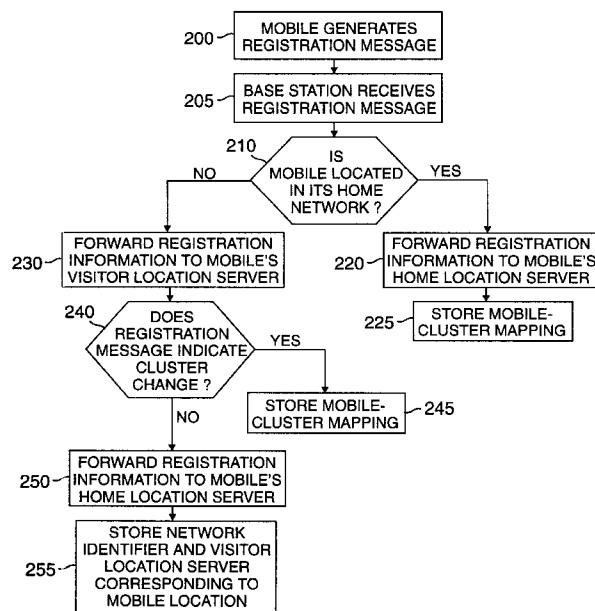 200
MOBILE GENERATES
REGISTRATION MESSAGE
205
BASE STATION RECEIVES
REGISTRATION MESSAGE
210
IS
MOBILE LOCATED
IN ITS HOME
NETWORK ?
NO
YES
230
FORWARD REGISTRATION
INFORMATION TO MOBILE'S
VISITOR LOCATION SERVER
220
FORWARD REGISTRATION
INFORMATION TO MOBILE'S
HOME LOCATION SERVER
225
STORE MOBILE-
CLUSTER MAPPING
240
DOES
REGISTRATION
MESSAGE INDICATE
CLUSTER
CHANGE ?
YES
STORE MOBILE-
CLUSTER MAPPING
245
NO
250
FORWARD REGISTRATION
INFORMATION TO MOBILE'S
HOME LOCATION SERVER
255
STORE NETWORK
IDENTIFIER AND VISITOR
LOCATION SERVER
CORRESPONDING TO
MOBILE LOCATION